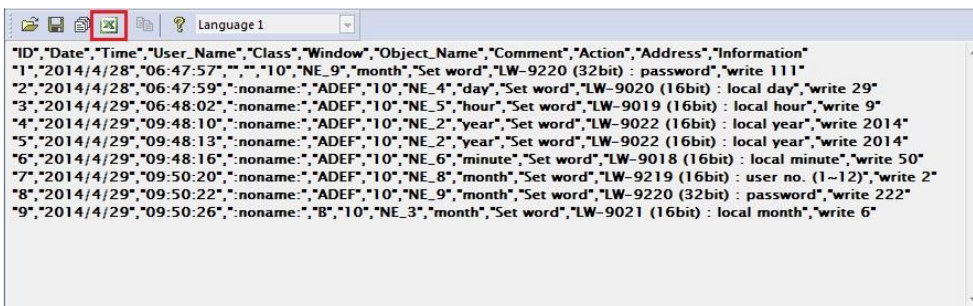 Language 1
"ID","Date","Time","User_Name","Class","Window","Object_Name","Comment","Action","Address","Information"
"1","2014/4/28","06:47:57","","","10","NE_9","month","Set word","LW-9220 (32bit) : password","write 111"
"2","2014/4/28","06:47:59",":noname:","ADEF","10","NE_4","day","Set word","LW-9020 (16bit) : local day","write 29"
"3","2014/4/29","06:48:02",":noname:","ADEF","10","NE_5","hour","Set word","LW-9019 (16bit) : local hour","write 9"
"4","2014/4/29","09:48:10",":noname:","ADEF","10","NE_2","year","Set word","LW-9022 (16bit) : local year","write 2014"
"5","2014/4/29","09:48:13",":noname:","ADEF","10","NE_2","year","Set word","LW-9022 (16bit) : local year","write 2014"
"6","2014/4/29","09:48:16",":noname:","ADEF","10","NE_6","minute","Set word","LW-9018 (16bit) : local minute","write 50"
"7","2014/4/29","09:50:20",":noname:","ADEF","10","NE_8","month","Set word","LW-9219 (16bit) : user no. (1~12)","write 2"
"8","2014/4/29","09:50:22",":noname:","ADEF","10","NE_9","month","Set word","LW-9220 (32bit) : password","write 222"
"9","2014/4/29","09:50:26",":noname:","B","10","NE_3","month","Set word","LW-9021 (16bit) : local month","write 6"